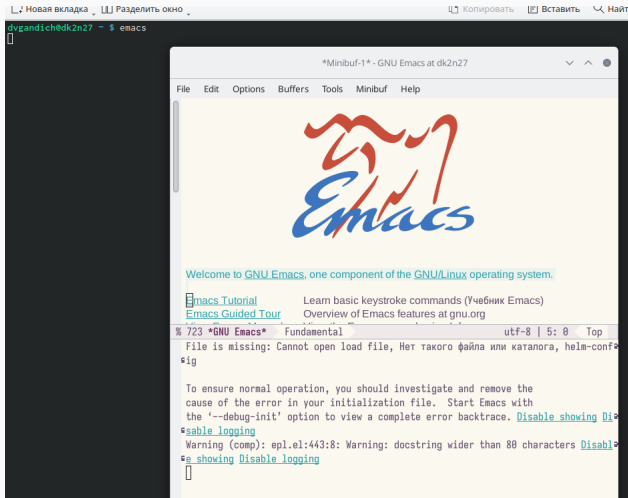 Новая вкладка Разделить окно Копировать Вставить Найт
dvgandich@dk2n27 ~ $ emacs
*Minibuf-1* - GNU Emacs at dk2n27
File Edit Options Buffers Tools Minibuf Help
Emacs
Welcome to GNU Emacs, one component of the GNU/Linux operating system.
Emacs Tutorial Learn basic keystroke commands (Учебник Emacs)
Emacs Guided Tour Overview of Emacs features at gnu.org
% 723 *GNU Emacs* Fundamental utf-8 | 5: 0 Top
File is missing: Cannot open load file, Нет такого файла или каталога, helm-conf
ig
To ensure normal operation, you should investigate and remove the
cause of the error in your initialization file. Start Emacs with
the ‘--debug-init’ option to view a complete error backtrace. Disable showing Di
sable logging
Warning (comp): epl.el:443:8: Warning: docstring wider than 80 characters Disabl
e showing Disable logging